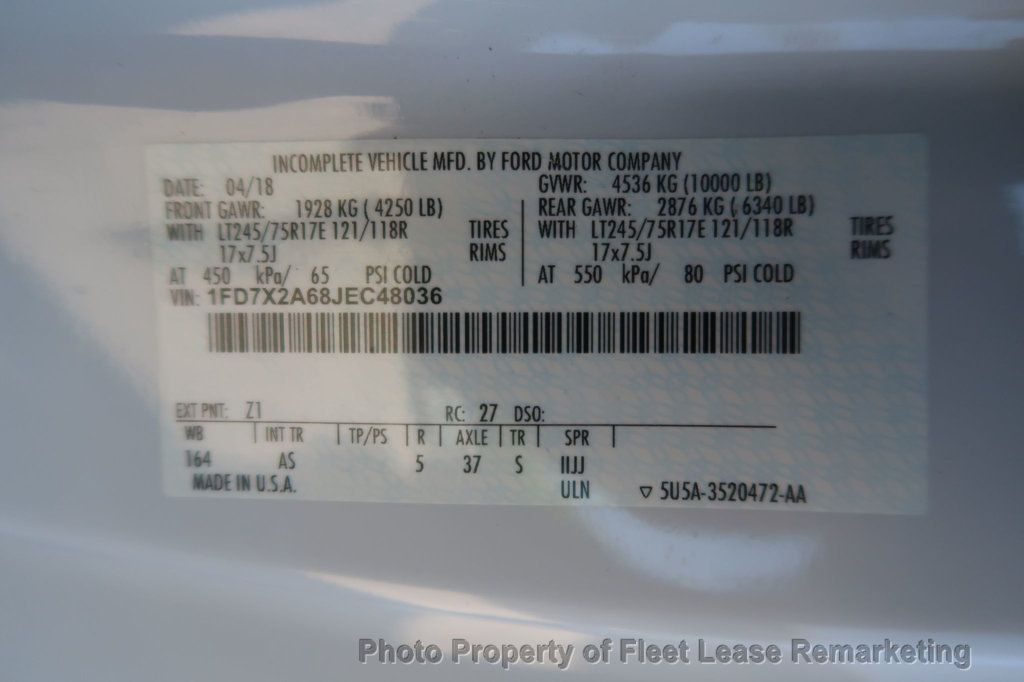 INCOMPLETE VEHICLE MFD. BY FORD MOTOR COMPANY
DATE: 04/18 GVWR: 4536 KG (10000 LB)
FRONT GAWR: 1928 KG ( 4250 LB) REAR GAWR: 2876 KG ( 6340 LB)
WITH LT245/75R17E 121/118R TIRES WITH LT245/75R17E 121/118R TIRES
17x7.5J RIMS 17x7.5J RIMS
AT 450 kPa/ 65 PSI COLD AT 550 kPa/ 80 PSI COLD
VIN: 1FD7X2A68JEC48036
EXT PNT: Z1 RC: 27 DSO:
WB INT TR TP/PS R AXLE TR SPR
164 AS 5 37 S IIJJ
MADE IN U.S.A. ULN ▽ 5U5A-3520472-AA
Photo Property of Fleet Lease Remarketing